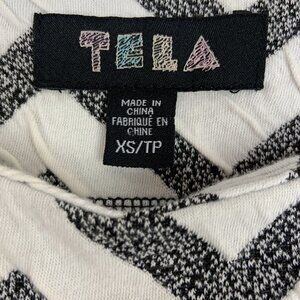 TELA
MADE IN
CHINA
FABRIQUÉ EN
CHINE
XS/TP